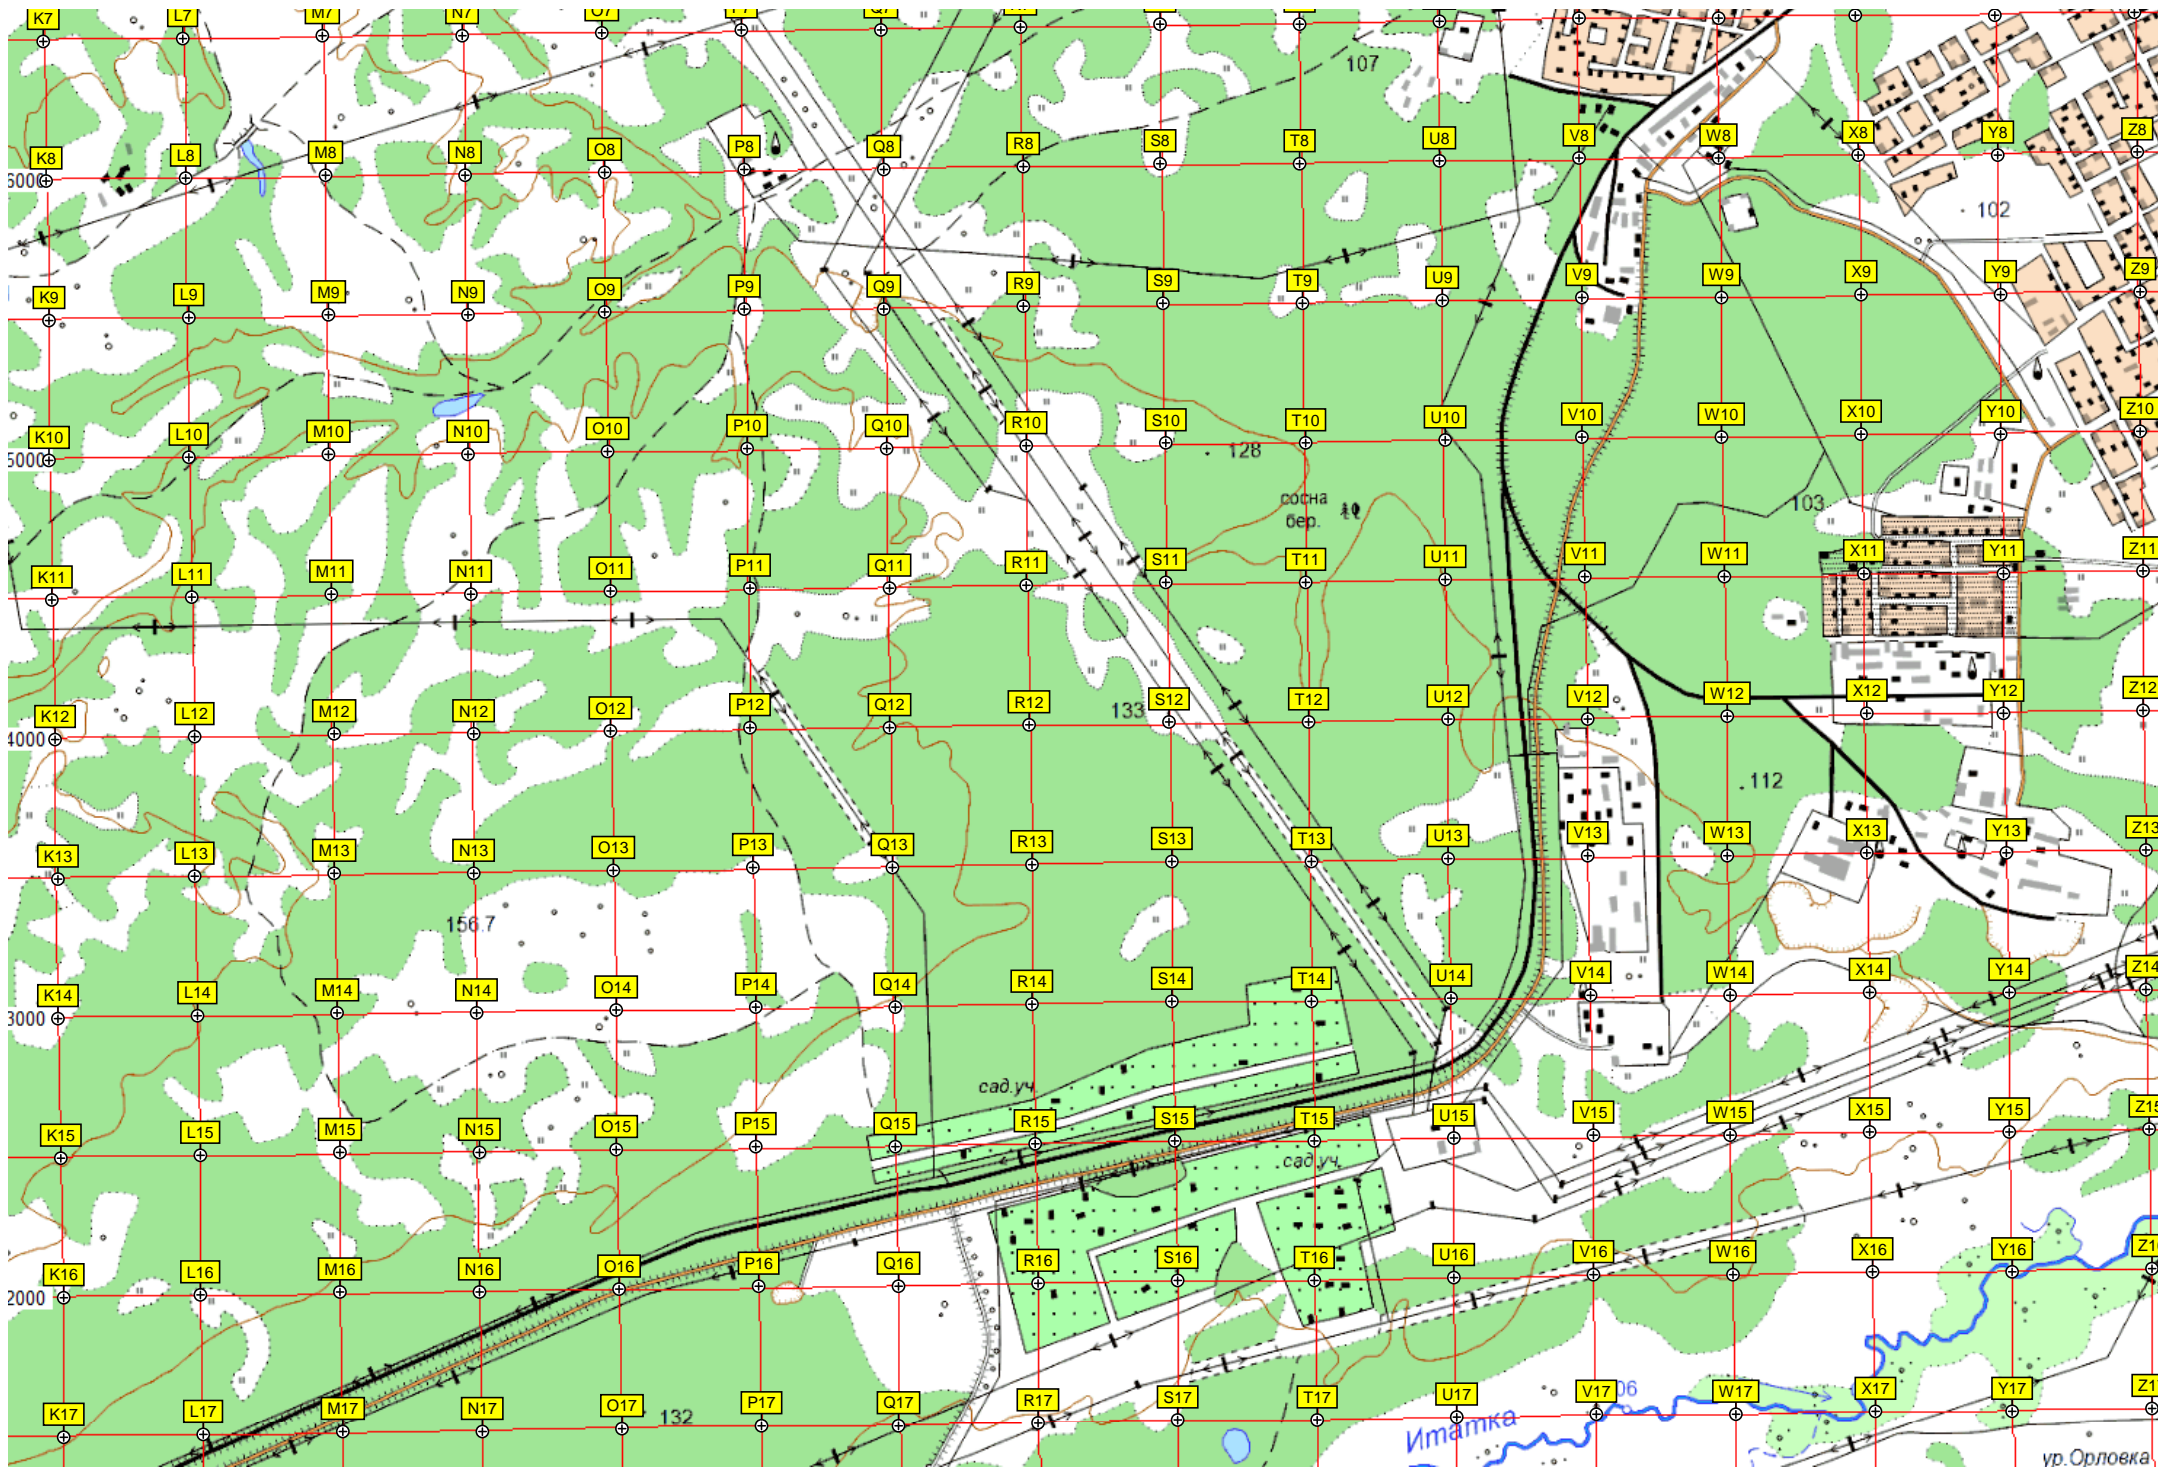 K7 L7 M7 N7 O7 P7 Q7
107
K8 L8 M8 N8 O8 P8 Q8 R8 S8 T8 U8 V8 W8 X8 Y8 Z8
102
K9 L9 M9 N9 O9 P9 Q9 R9 S9 T9 U9 V9 W9 X9 Y9 Z9
K10 L10 M10 N10 O10 P10 Q10 R10 S10 T10 U10 V10 W10 X10 Y10 Z10
128
сосна
бер.
103
K11 L11 M11 N11 O11 P11 Q11 R11 S11 T11 U11 V11 W11 X11 Y11 Z11
K12 L12 M12 N12 O12 P12 Q12 R12 133 S12 T12 U12 V12 W12 X12 Y12 Z12
4000
112
K13 L13 M13 N13 O13 P13 Q13 R13 S13 T13 U13 V13 W13 X13 Y13 Z13
156.7
K14 L14 M14 N14 O14 P14 Q14 R14 S14 T14 U14 V14 W14 X14 Y14 Z14
3000
сад.уч.
K15 L15 M15 N15 O15 P15 Q15 R15 S15 T15 U15 V15 W15 X15 Y15 Z15
сад.уч.
K16 L16 M16 N16 O16 P16 Q16 R16 S16 T16 U16 V16 W16 X16 Y16
2000
K17 L17 M17 N17 O17 132 P17 Q17 R17 S17 T17 U17 V17 W17 X17 Y17
Итатка
ур.Орловка